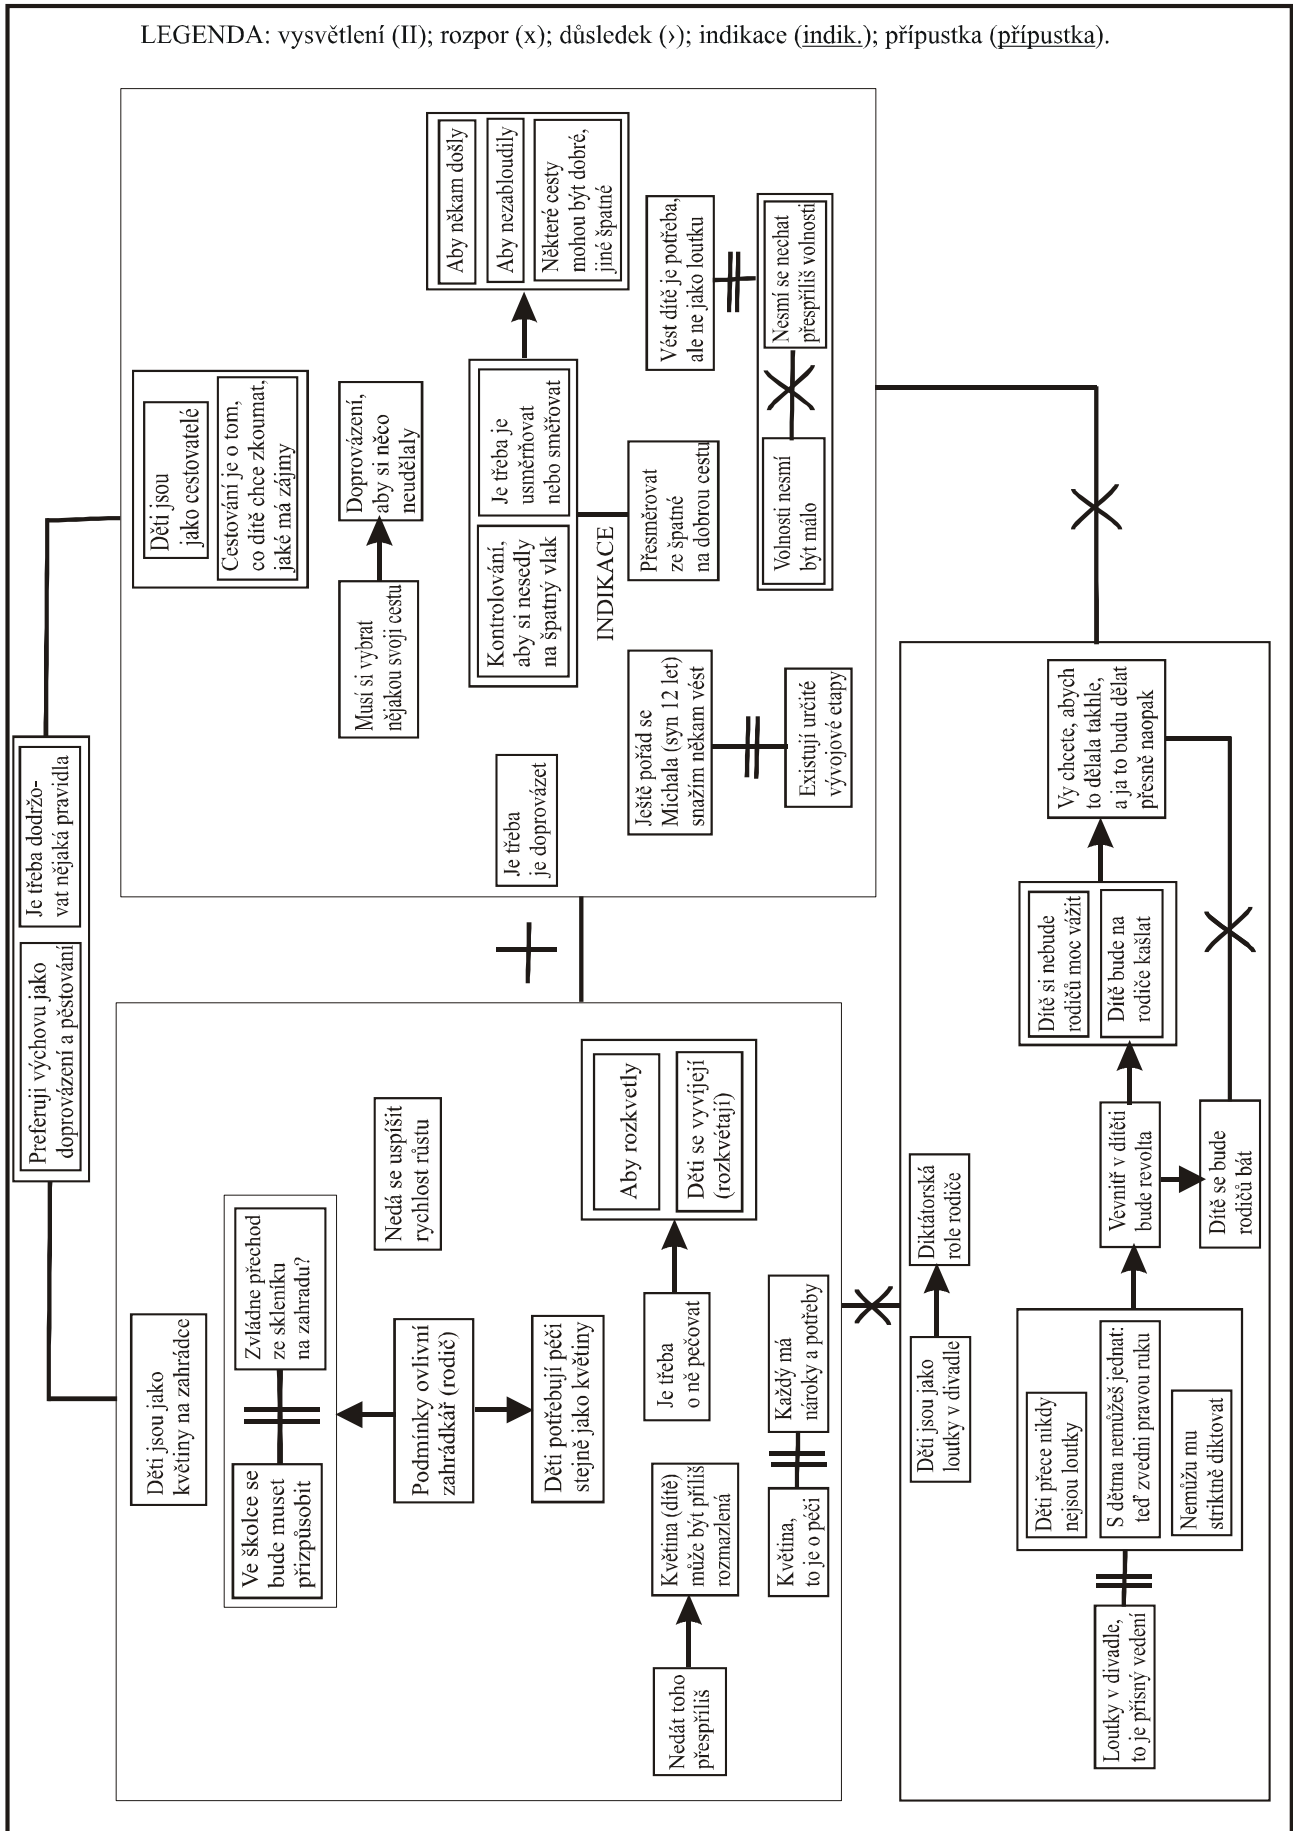 LEGENDA: vysvětlení (II); rozpor (x); důsledek (›); indikace (indik.); přípustka (přípustka).
Preferuji výchovu jako
doprovázení a pěstování
Je třeba dodržo-
vat nějaká pravidla
Děti jsou jako
květiny na zahrádce
Ve školce se
bude muset
přizpůsobit
Zvládne přechod
ze skleníku
na zahradu?
Podmínky ovlivní
zahrádkář (rodič)
Nedá se uspíšit
rychlost růstu
Děti potřebují péči
stejně jako květiny
Nedát toho
přespříliš
Květina (dítě)
může být příliš
rozmazlená
Je třeba
o ně pečovat
Aby rozkvetly
Děti se vyvíjejí
(rozkvétají)
Květina,
to je o péči
Každý má
nároky a potřeby
Děti jsou
jako cestovatelé
Cestování je o tom,
co dítě chce zkoumat,
jaké má zájmy
Musí si vybrat
nějakou svoji cestu
Doprovázení,
aby si něco
neudělaly
Je třeba
je doprovázet
Kontrolování,
aby si nesedly
na špatný vlak
Je třeba je
usměrňovat
nebo směřovat
Aby někam došly
Aby nezabloudily
Některé cesty
mohou být dobré,
jiné špatné
INDIKACE
Ještě pořád se
Michala (syn 12 let)
snažím někam vést
Přesměrovat
ze špatné
na dobrou cestu
Vést dítě je potřeba,
ale ne jako loutku
Existují určité
vývojové etapy
Volnosti nesmí
být málo
Nesmí se nechat
přespříliš volnosti
Děti jsou jako
loutky v divadle
Diktátorská
role rodiče
Loutky v divadle,
to je přísný vedení
Děti přece nikdy
nejsou loutky
S dětma nemůžeš jednat:
teď zvedni pravou ruku
Nemůžu mu
striktně diktovat
Vevnitř v dítěti
bude revolta
Dítě si nebude
rodičů moc vážit
Dítě bude na
rodiče kašlat
Vy chcete, abych
to dělala takhle,
a ja to budu dělat
přesně naopak
Dítě se bude
rodičů bát